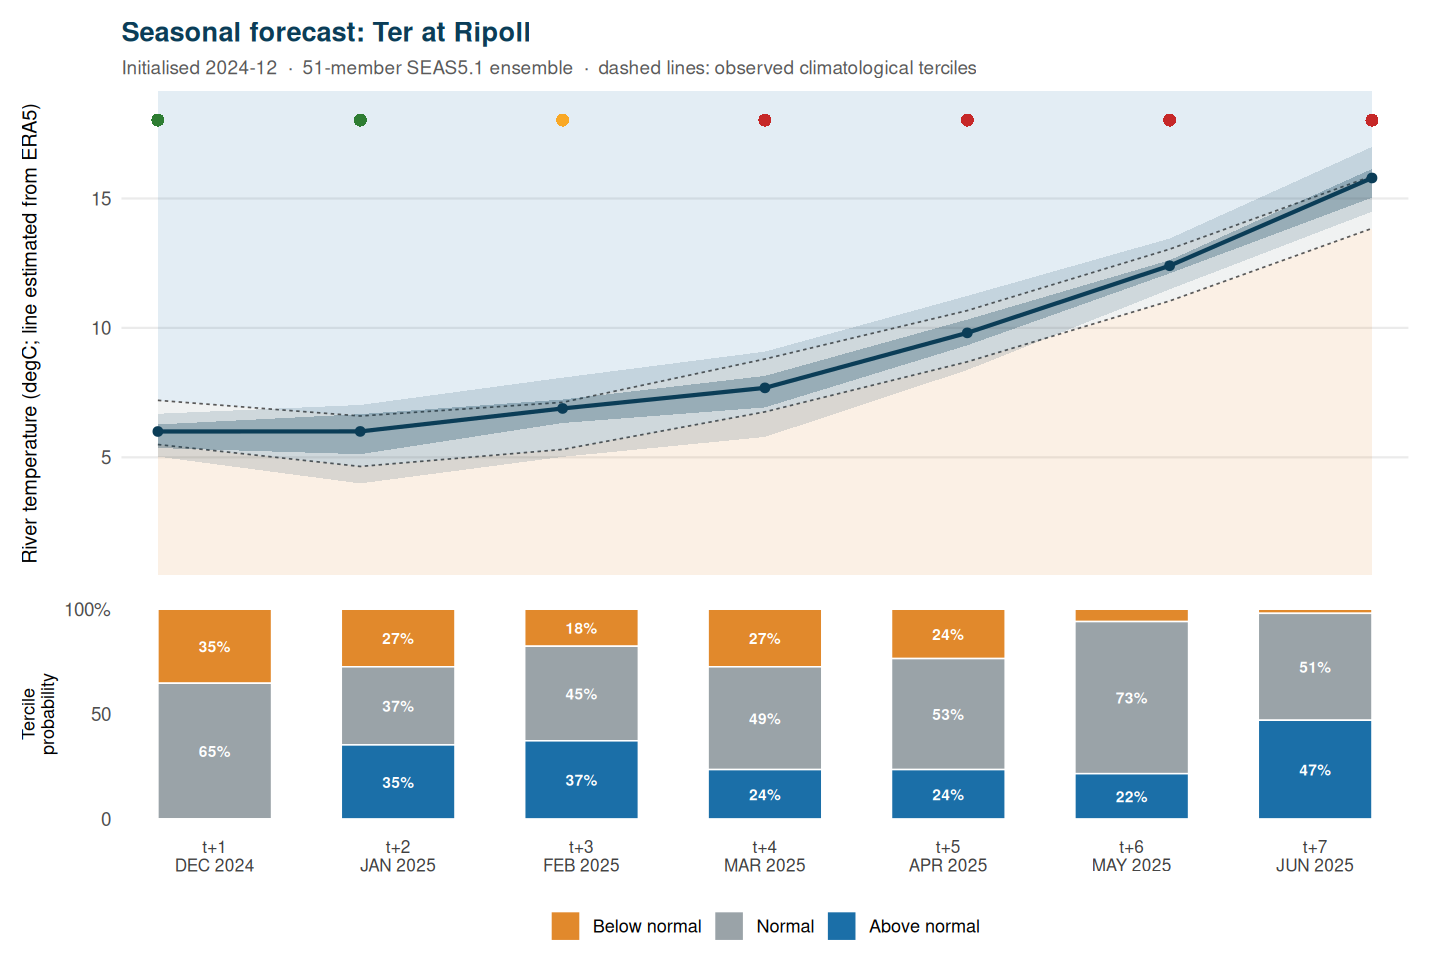 Seasonal forecast: Ter at Ripoll
Initialised 2024-12 · 51-member SEAS5.1 ensemble · dashed lines: observed climatological terciles
River temperature (degC; line estimated from ERA5)
15
10
5
Tercile
probability
100%
50
0
35%
65%
27%
37%
35%
18%
45%
37%
27%
49%
24%
24%
53%
24%
73%
22%
51%
47%
t+1
DEC 2024
t+2
JAN 2025
t+3
FEB 2025
t+4
MAR 2025
t+5
APR 2025
t+6
MAY 2025
t+7
JUN 2025
Below normal
Normal
Above normal